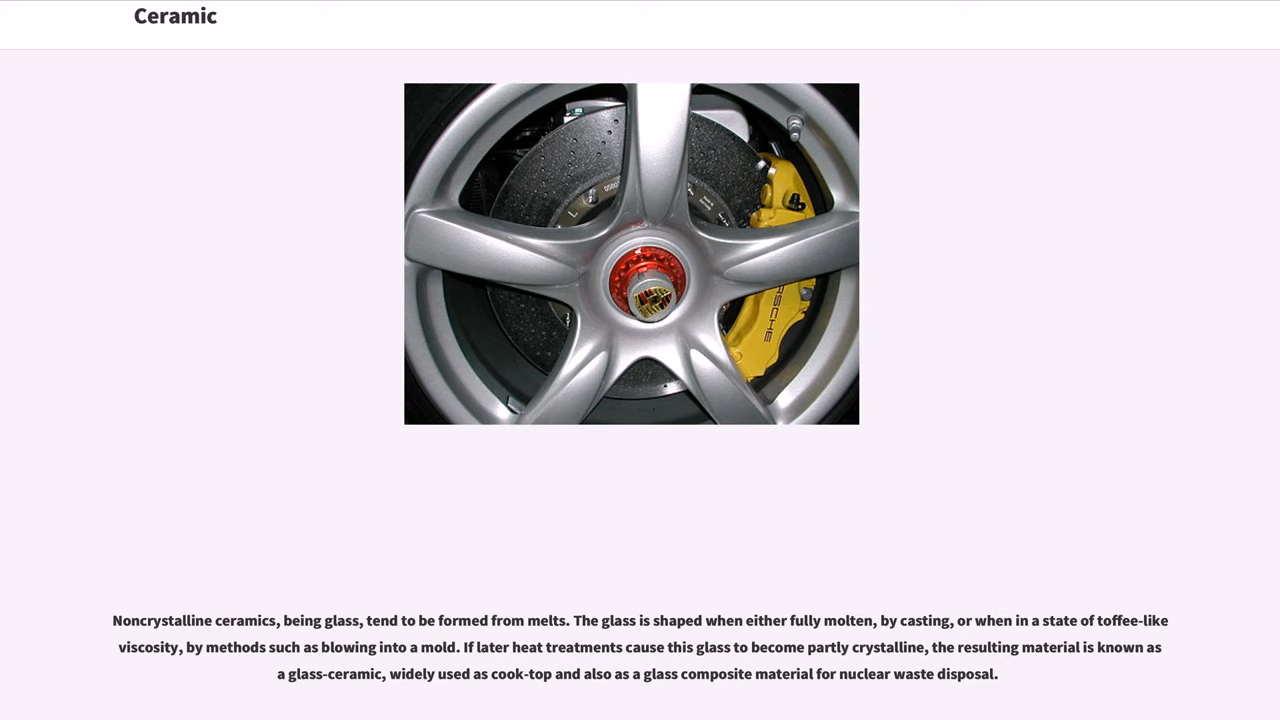 Ceramic
PORSCHE
Noncrystalline ceramics, being glass, tend to be formed from melts. The glass is shaped when either fully molten, by casting, or when in a state of toffee-like
viscosity, by methods such as blowing into a mold. If later heat treatments cause this glass to become partly crystalline, the resulting material is known as
a glass-ceramic, widely used as cook-top and also as a glass composite material for nuclear waste disposal.